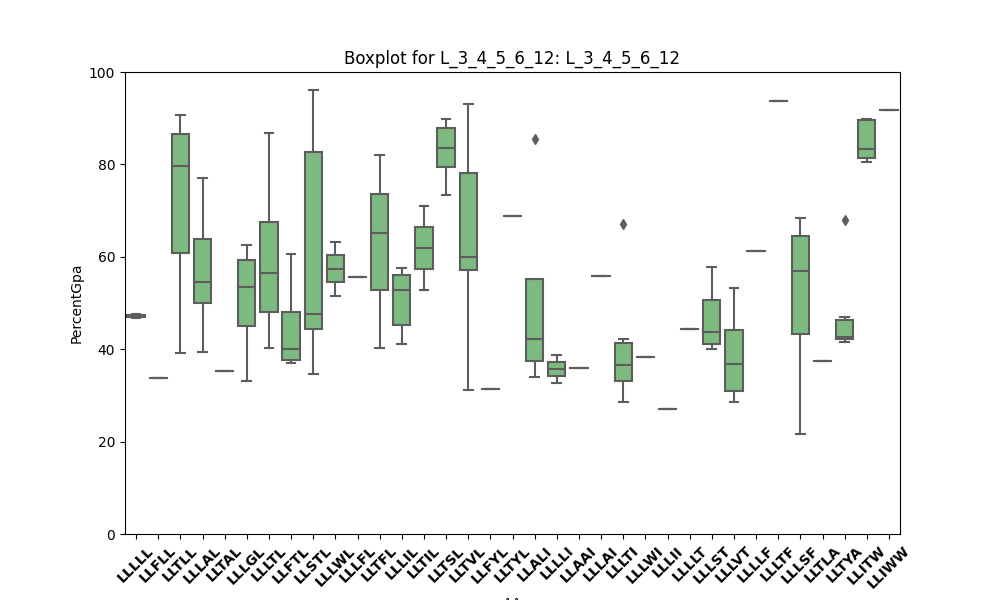 Boxplot for L_3_4_5_6_12: L_3_4_5_6_12
100
80
60
40
20
0
PercentGpa
LLLLL LLFLL LLTLL LLLAL LLTAL LLLGL LLLTL LLFTL LLSTL LLLWL LLLFL LLTFL LLLIL LLTIL LLTSL LLTVL LLFYL LLTYL LLALI LLLLI LLAAI LLLAI LLLTI LLLWI LLLII LLLLT LLLST LLLVT LLLLF LLLTF LLLSF LLTLA LLTYA LLITW LLIWW